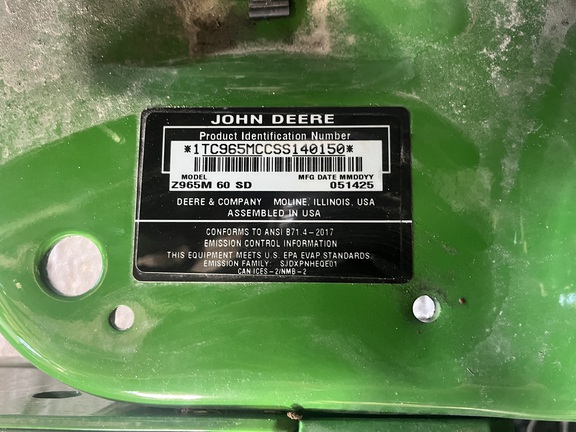 JOHN DEERE
Product Identification Number
*1TC965MCCSS140150*
MODEL MFG DATE MMDDYY
Z965M 60 SD 051425
DEERE & COMPANY MOLINE, ILLINOIS, USA
ASSEMBLED IN USA
CONFORMS TO ANSI B71.4-2017
EMISSION CONTROL INFORMATION
THIS EQUIPMENT MEETS U.S. EPA EVAP STANDARDS.
EMISSION FAMILY: SJDXPNHEQE01
CAN ICES-2/NMB-2